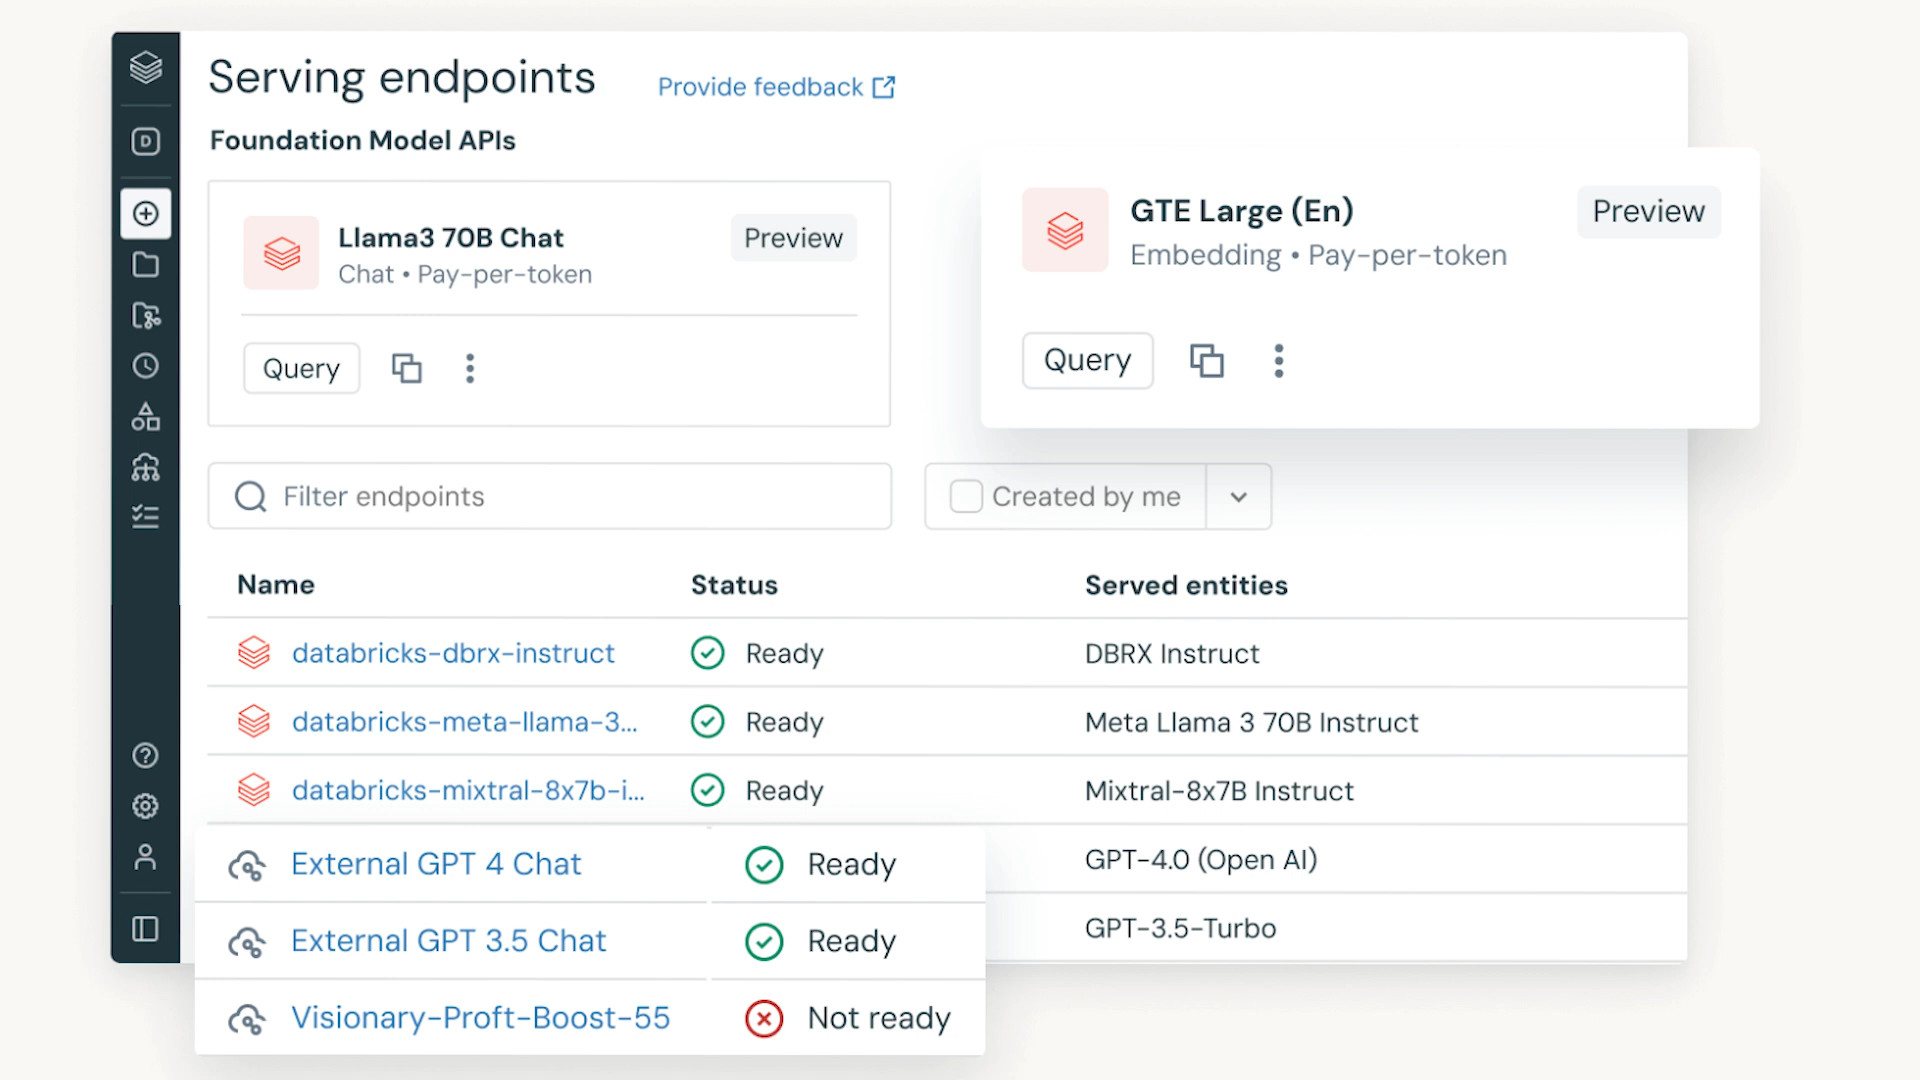 Serving endpoints
Provide feedback
Foundation Model APIs
D
Llama3 70B Chat
Preview
Chat • Pay-per-token
Query
GTE Large (En)
Preview
Embedding • Pay-per-token
Query
Filter endpoints
Created by me
Name Status Served entities
databricks-dbrx-instruct Ready DBRX Instruct
databricks-meta-llama-3... Ready Meta Llama 3 70B Instruct
databricks-mixtral-8x7b-i... Ready Mixtral-8x7B Instruct
External GPT 4 Chat Ready GPT-4.0 (Open AI)
External GPT 3.5 Chat Ready GPT-3.5-Turbo
Visionary-Proft-Boost-55 Not ready